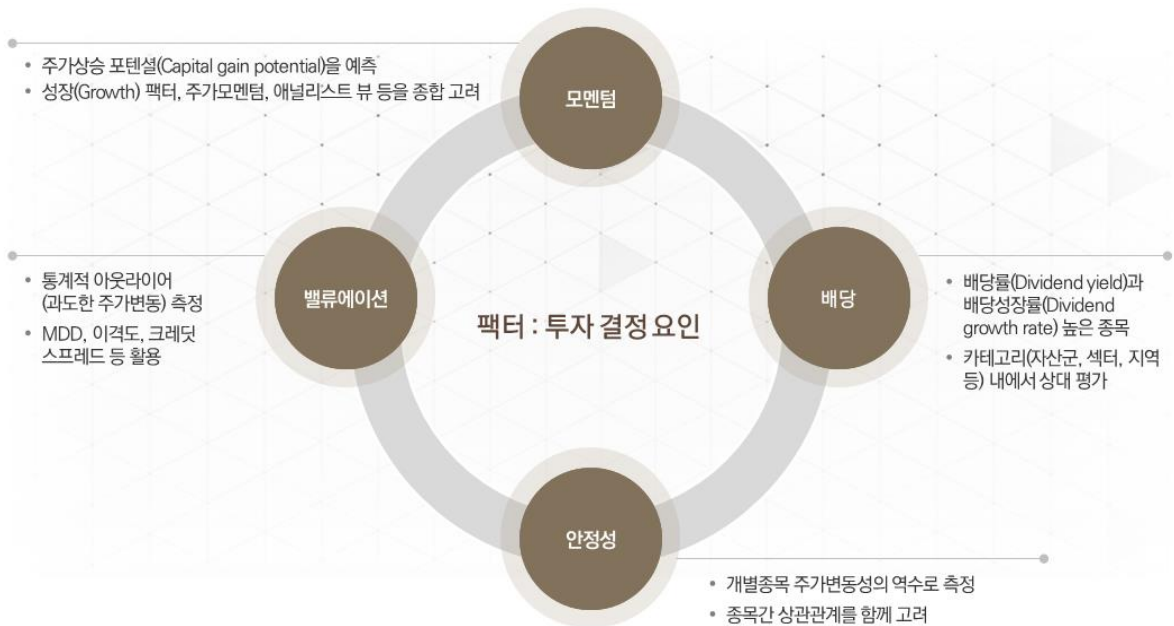 모멘텀
• 주가상승 포텐셜(Capital gain potential)을 예측
• 성장(Growth) 팩터, 주가모멘텀, 애널리스트 뷰 등을 종합 고려
밸류에이션
• 통계적 아웃라이어
(과도한 주가변동) 측정
• MDD, 이격도, 크레딧
스프레드 등 활용
팩터 : 투자 결정 요인
배당
• 배당률(Dividend yield)과
배당성장률(Dividend
growth rate) 높은 종목
• 카테고리(자산군, 섹터, 지역
등) 내에서 상대 평가
안정성
• 개별종목 주가변동성의 역수로 측정
• 종목간 상관관계를 함께 고려